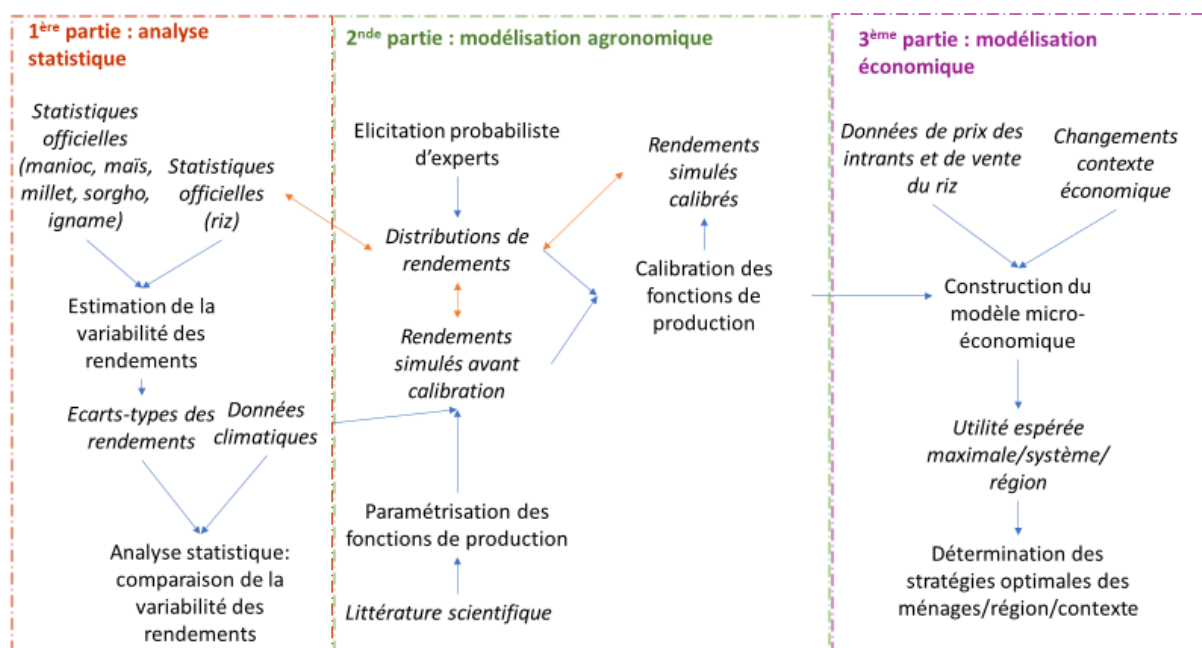 1ère partie : analyse
statistique
Statistiques
officielles
(manioc, maïs,
millet, sorgho,
igname)
Statistiques
officielles
(riz)
Estimation de la
variabilité des
rendements
Ecarts-types des
rendements
Données
climatiques
Analyse statistique:
comparaison de la
variabilité des
rendements
2nde partie : modélisation agronomique
Elicitation probabiliste
d’experts
Distributions de
rendements
Rendements
simulés avant
calibration
Paramétrisation des
fonctions de production
Littérature scientifique
Rendements
simulés
calibrés
Calibration des
fonctions de
production
3ème partie : modélisation
économique
Données de prix des
intrants et de vente
du riz
Changements
contexte
économique
Construction du
modèle micro-
économique
Utilité espérée
maximale/système/
région
Détermination des
stratégies optimales des
ménages/région/contexte